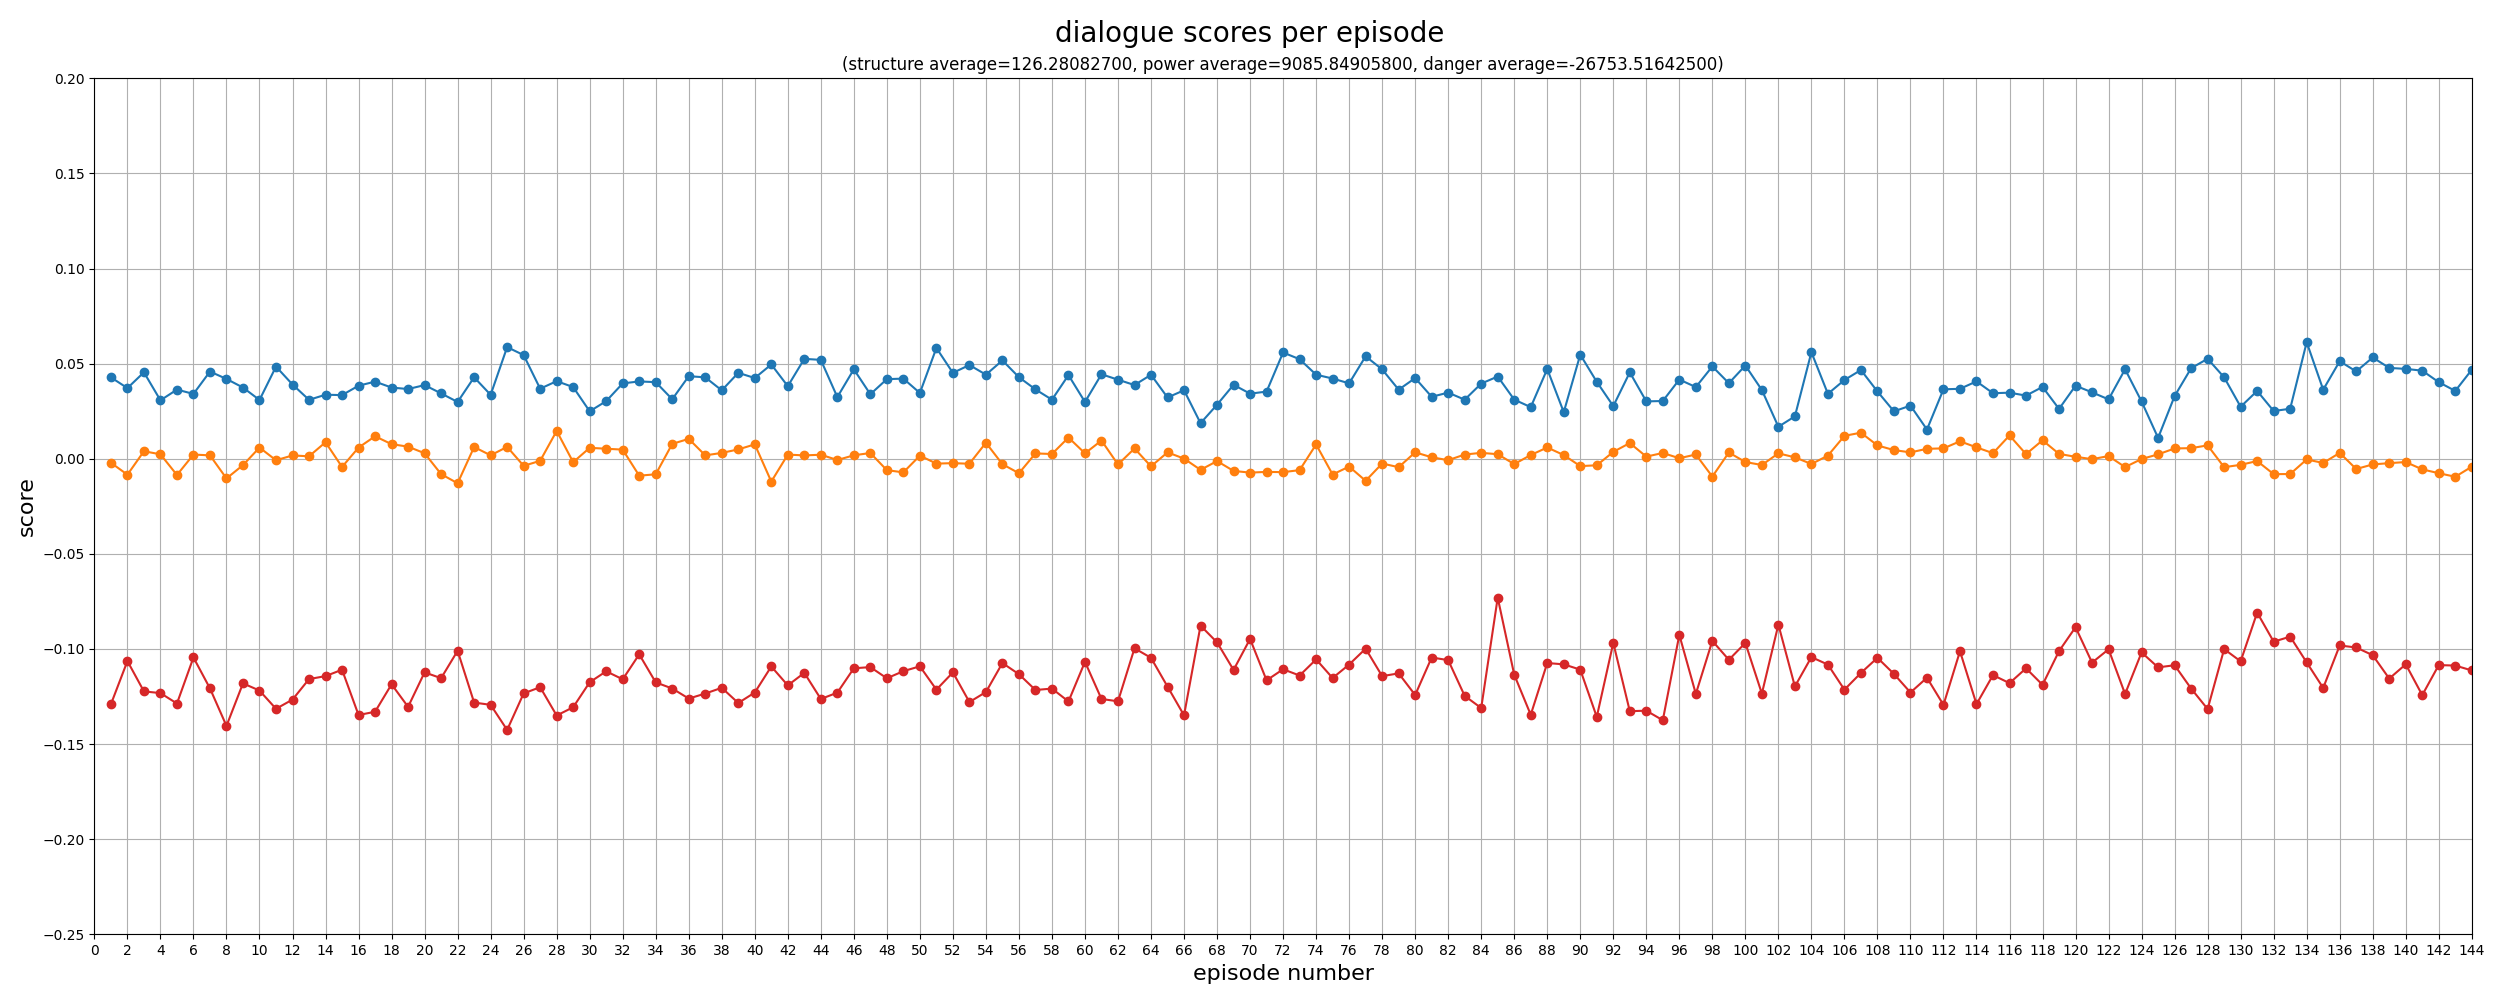 dialogue scores per episode
(structure average=126.28082700, power average=9085.84905800, danger average=-26753.51642500)
0.20
0.15
0.10
0.05
0.00
−0.05
−0.10
−0.15
−0.20
−0.25
score
0 2 4 6 8 10 12 14 16 18 20 22 24 26 28 30 32 34 36 38 40 42 44 46 48 50 52 54 56 58 60 62 64 66 68 70 72 74 76 78 80 82 84 86 88 90 92 94 96 98 100 102 104 106 108 110 112 114 116 118 120 122 124 126 128 130 132 134 136 138 140 142 144
episode number